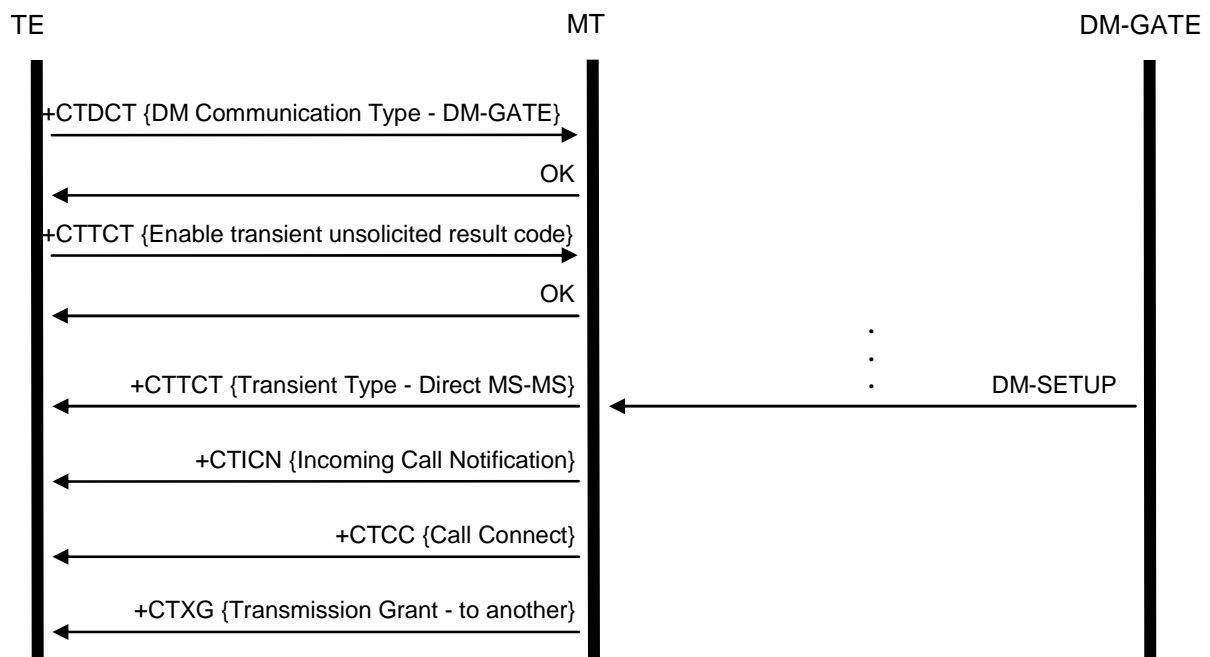 TE MT DM-GATE
+CTDCT {DM Communication Type - DM-GATE}
OK
+CTTCT {Enable transient unsolicited result code}
OK
+CTTCT {Transient Type - Direct MS-MS} DM-SETUP
+CTICN {Incoming Call Notification}
+CTCC {Call Connect}
+CTXG {Transmission Grant - to another}